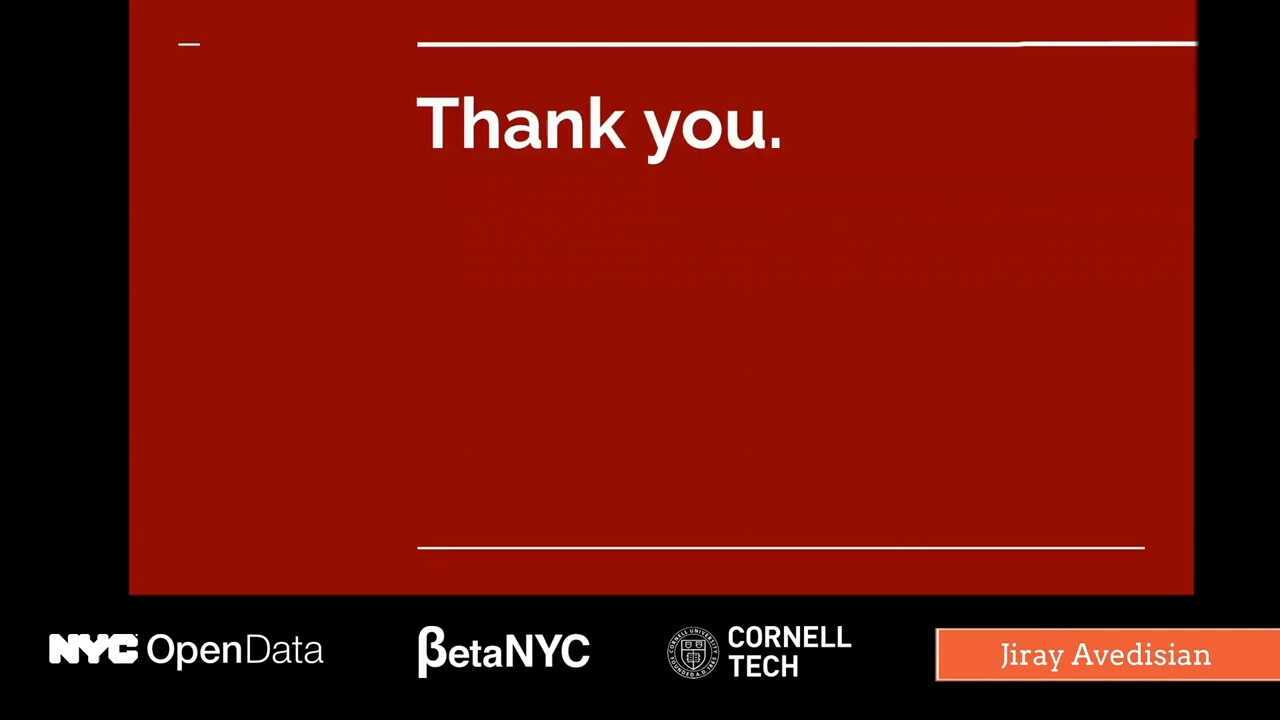 Thank you.
NYC OpenData
βetaNYC
CORNELL
TECH
Jiray Avedisian